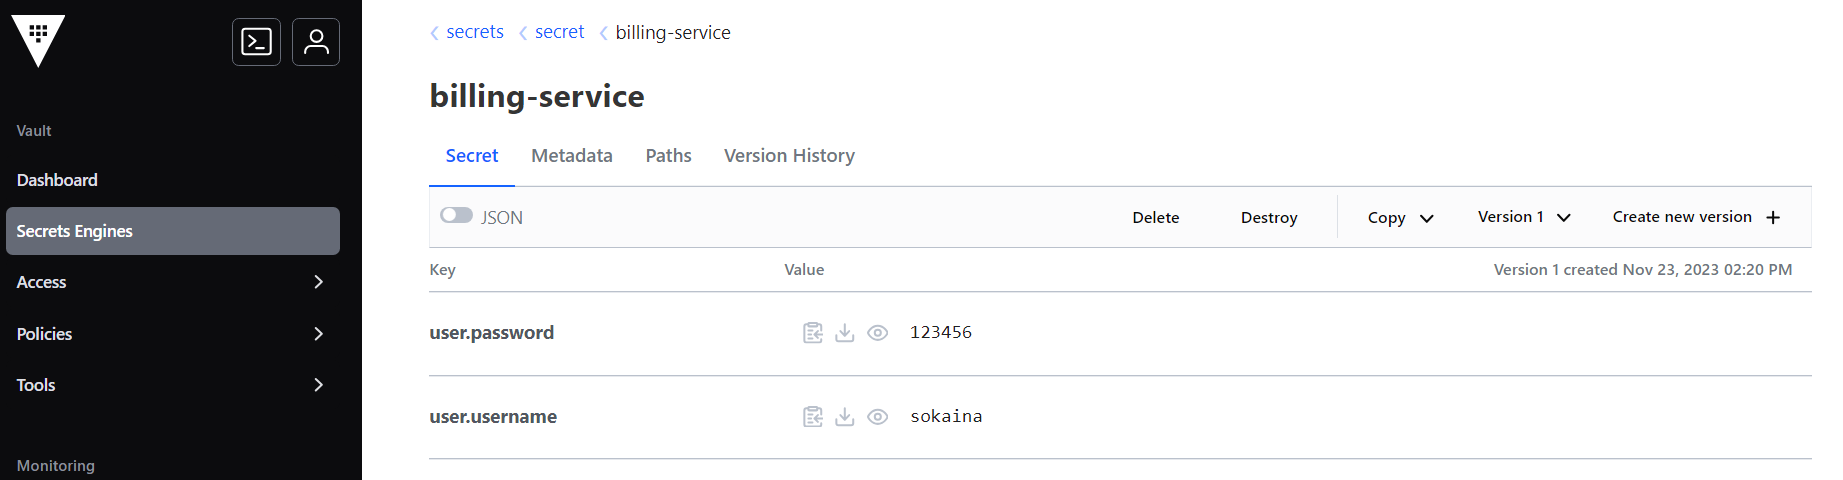 secrets secret billing-service
billing-service
Vault
Secret Metadata Paths Version History
Dashboard
JSON Delete Destroy Copy Version 1 Create new version
Secrets Engines
Key Value Version 1 created Nov 23, 2023 02:20 PM
Access
Policies
user.password 123456
Tools
user.username sokaina
Monitoring